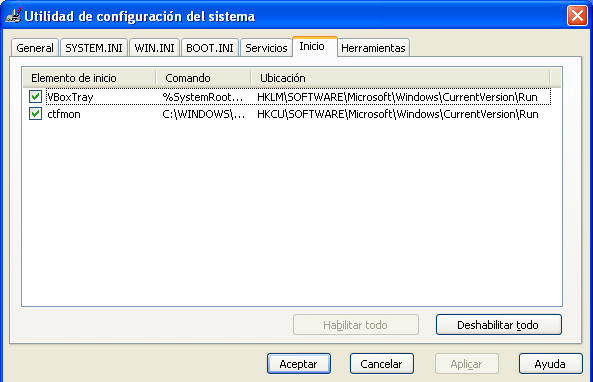 Utilidad de configuración del sistema
General SYSTEM.INI WIN.INI BOOT.INI Servicios Inicio Herramientas
Elemento de inicio Comando Ubicación
VBoxTray %SystemRoot... HKLM\SOFTWARE\Microsoft\Windows\CurrentVersion\Run
ctfmon C:\WINDOWS\... HKCU\SOFTWARE\Microsoft\Windows\CurrentVersion\Run
Habilitar todo Deshabilitar todo
Aceptar Cancelar Aplicar Ayuda